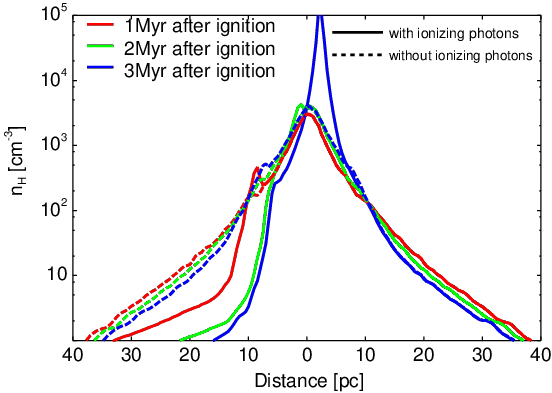 10^5
10^4
10^3
10^2
10
n_H [cm^-3]
1Myr after ignition
2Myr after ignition
3Myr after ignition
with ionizing photons
without ionizing photons
40 30 20 10 0 10 20 30 40
Distance [pc]